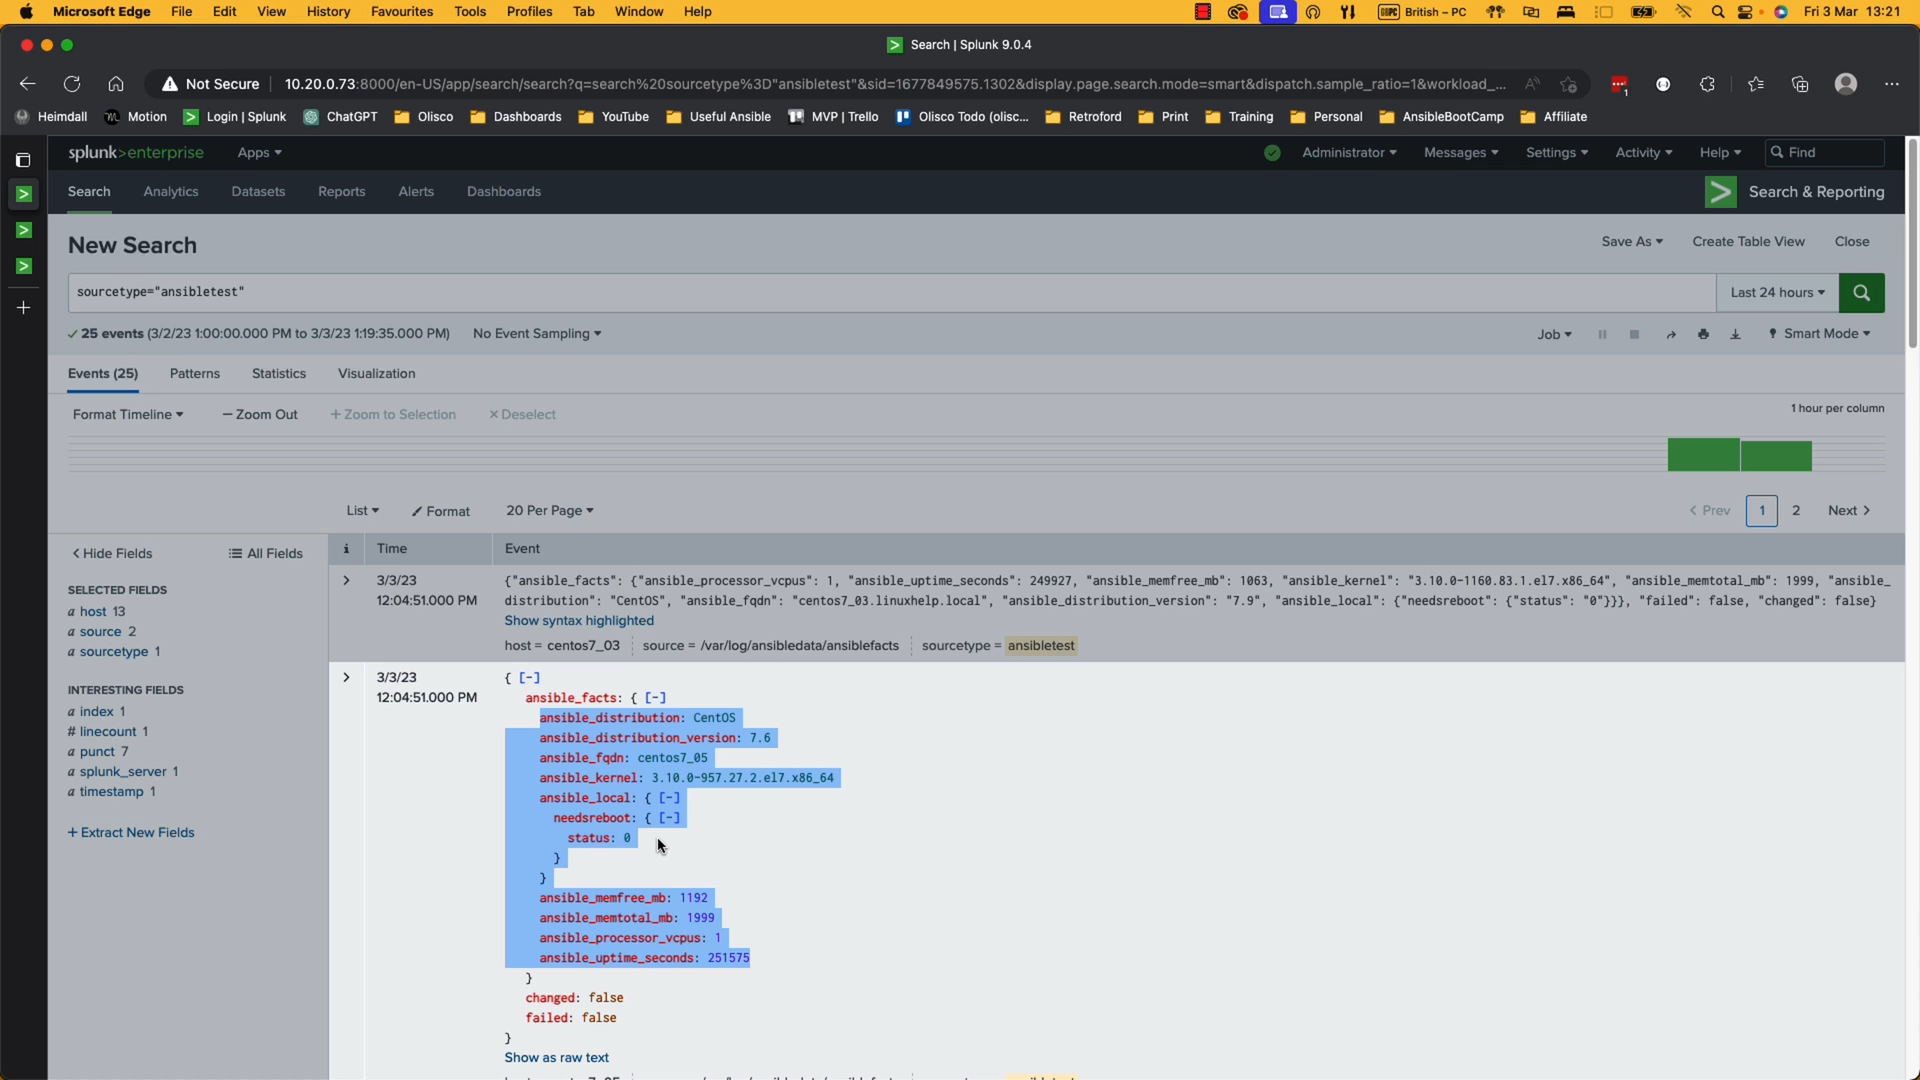 Microsoft Edge File Edit View History Favourites Tools Profiles Tab Window Help British – PC Fri 3 Mar 13:21
Search | Splunk 9.0.4
Not Secure 10.20.0.73:8000/en-US/app/search/search?q=search%20sourcetype%3D"ansibletest"&sid=1677849575.1302&display.page.search.mode=smart&dispatch.sample_ratio=1&workload_...
Heimdall Motion Login | Splunk ChatGPT Olisco Dashboards YouTube Useful Ansible MVP | Trello Olisco Todo (olisc... Retroford Print Training Personal AnsibleBootCamp Affiliate
splunk>enterprise Apps Administrator Messages Settings Activity Help Find
Search Analytics Datasets Reports Alerts Dashboards Search & Reporting
New Search Save As Create Table View Close
sourcetype="ansibletest" Last 24 hours
25 events (3/2/23 1:00:00.000 PM to 3/3/23 1:19:35.000 PM) No Event Sampling Job Smart Mode
Events (25) Patterns Statistics Visualization
Format Timeline – Zoom Out + Zoom to Selection × Deselect 1 hour per column
List Format 20 Per Page < Prev 1 2 Next >
< Hide Fields All Fields i Time Event
SELECTED FIELDS
a host 13
a source 2
a sourcetype 1
INTERESTING FIELDS
a index 1
# linecount 1
a punct 7
a splunk_server 1
a timestamp 1
+ Extract New Fields
> 3/3/23
12:04:51.000 PM
{"ansible_facts": {"ansible_processor_vcpus": 1, "ansible_uptime_seconds": 249927, "ansible_memfree_mb": 1063, "ansible_kernel": "3.10.0-1160.83.1.el7.x86_64", "ansible_memtotal_mb": 1999, "ansible_
distribution": "CentOS", "ansible_fqdn": "centos7_03.linuxhelp.local", "ansible_distribution_version": "7.9", "ansible_local": {"needsreboot": {"status": "0"}}}, "failed": false, "changed": false}
Show syntax highlighted
host = centos7_03 source = /var/log/ansibledata/ansiblefacts sourcetype = ansibletest
> 3/3/23
12:04:51.000 PM
{ [-]
ansible_facts: { [-]
ansible_distribution: CentOS
ansible_distribution_version: 7.6
ansible_fqdn: centos7_05
ansible_kernel: 3.10.0-957.27.2.el7.x86_64
ansible_local: { [-]
needsreboot: { [-]
status: 0
}
}
ansible_memfree_mb: 1192
ansible_memtotal_mb: 1999
ansible_processor_vcpus: 1
ansible_uptime_seconds: 251575
}
changed: false
failed: false
}
Show as raw text